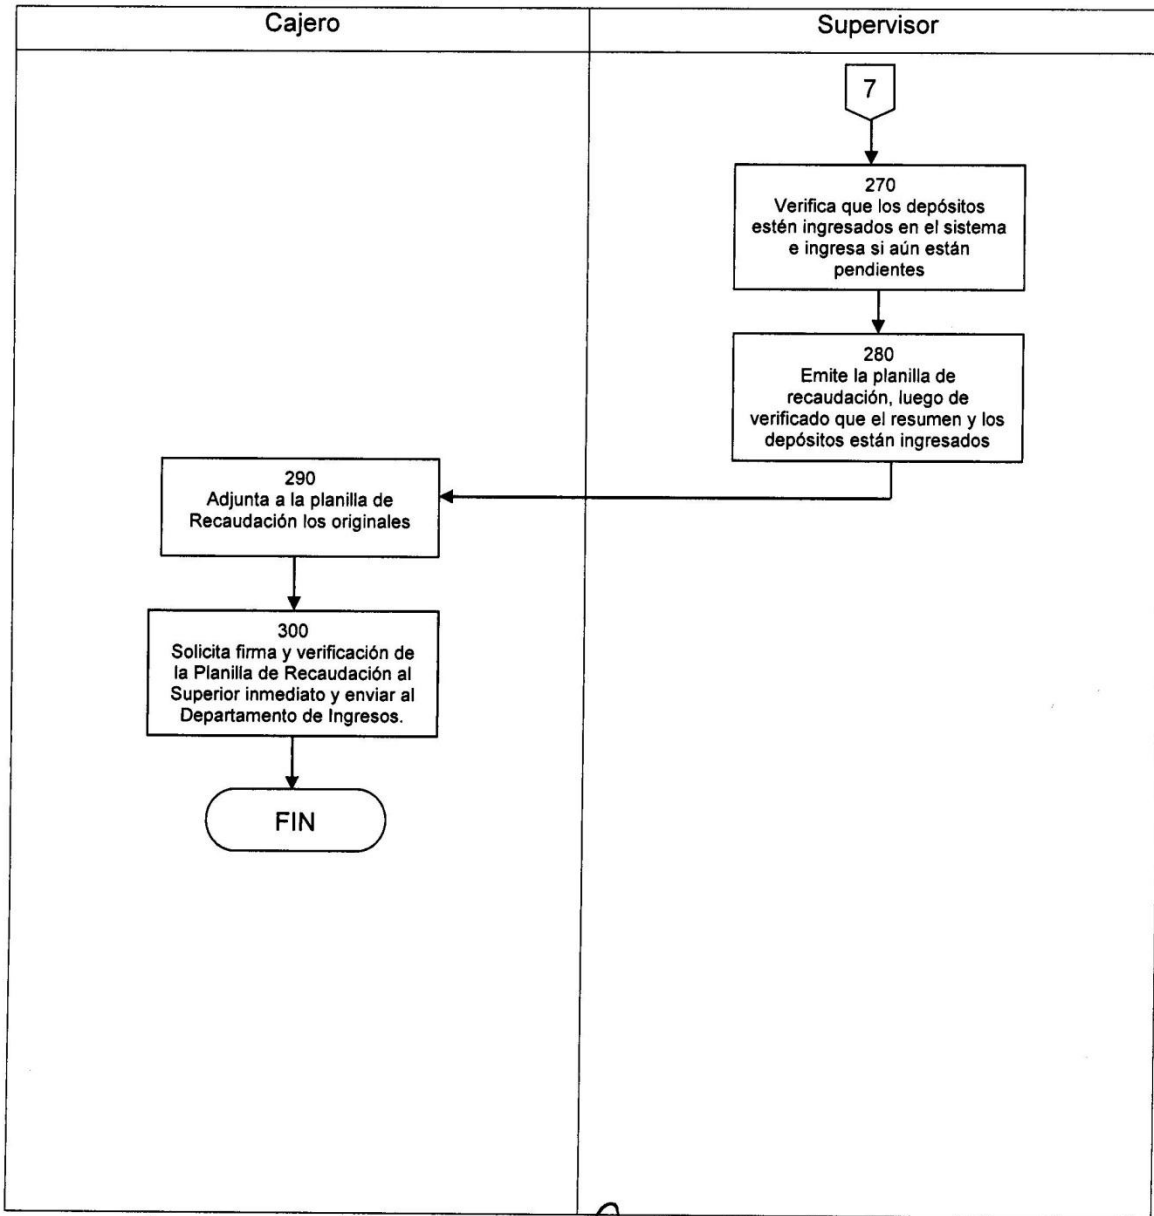 Cajero
Supervisor
7
270
Verifica que los depósitos
estén ingresados en el sistema
e ingresa si aún están
pendientes
280
Emite la planilla de
recaudación, luego de
verificado que el resumen y los
depósitos están ingresados
290
Adjunta a la planilla de
Recaudación los originales
300
Solicita firma y verificación de
la Planilla de Recaudación al
Superior inmediato y enviar al
Departamento de Ingresos.
FIN